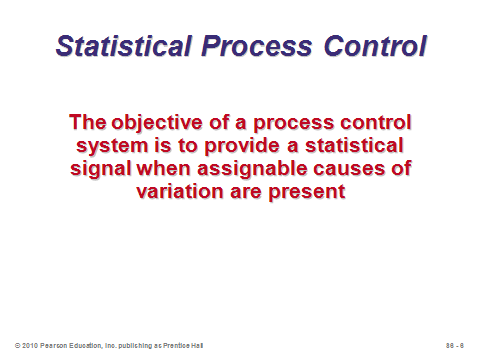 Statistical Process Control
The objective of a process control
system is to provide a statistical
signal when assignable causes of
variation are present
© 2010 Pearson Education, Inc. publishing as Prentice Hall
S6 - 6